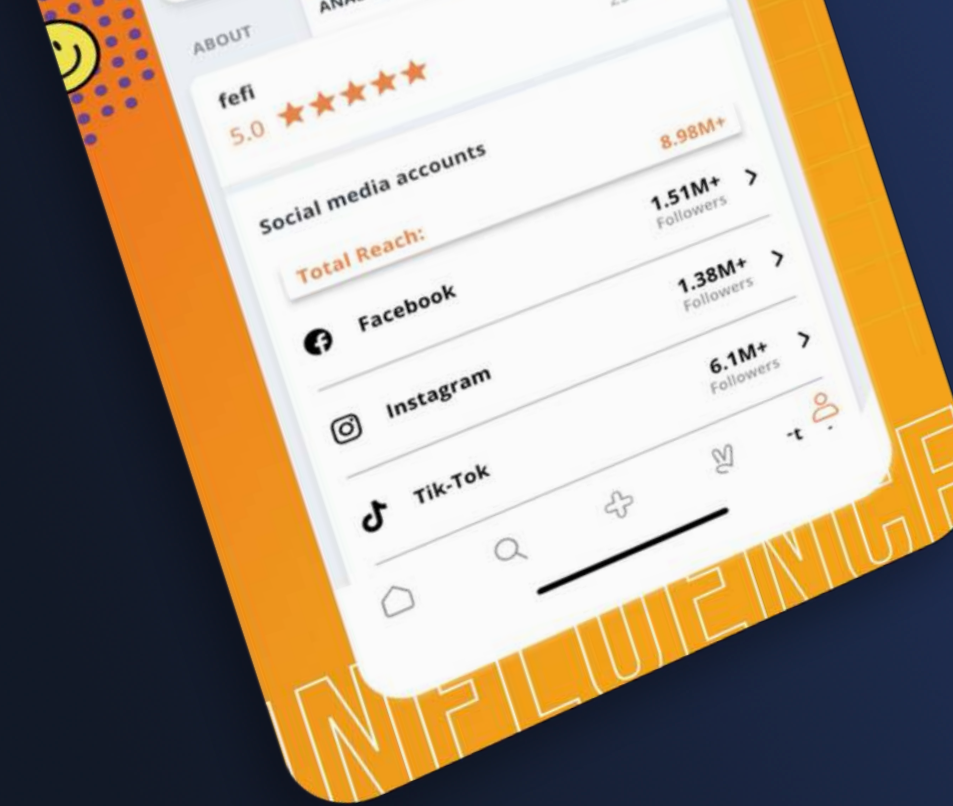 ABOUT
fefi
5.0
Social media accounts
Total Reach: 8.98M+
Facebook 1.51M+
Followers
Instagram 1.38M+
Followers
Tik-Tok 6.1M+
Followers